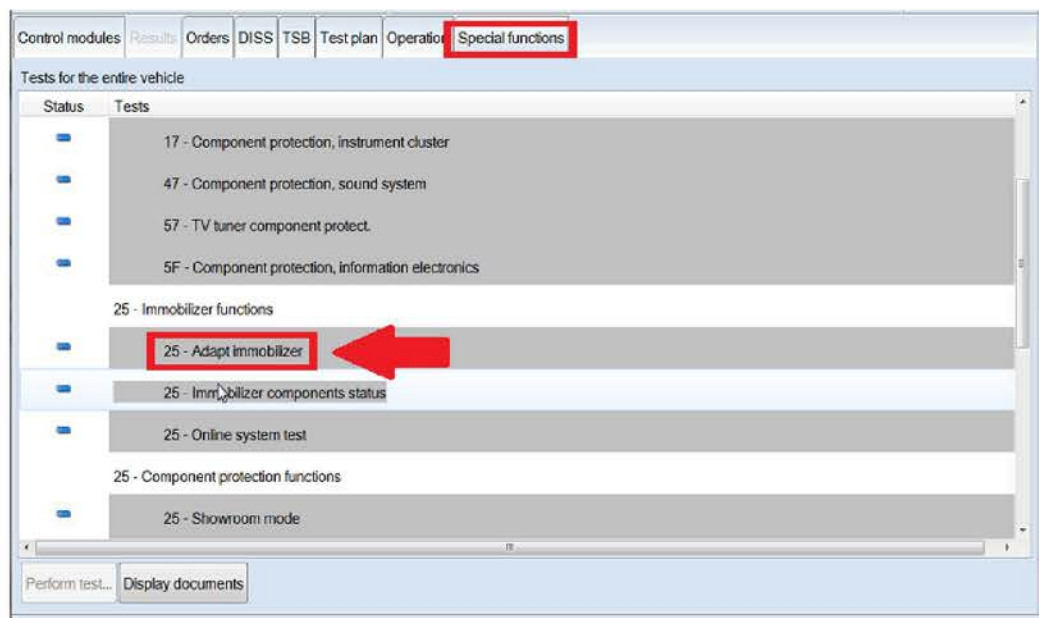 Control modules Results Orders DISS TSB Test plan Operation Special functions
Tests for the entire vehicle
Status Tests
17 - Component protection, instrument cluster
47 - Component protection, sound system
57 - TV tuner component protect.
5F - Component protection, information electronics
25 - Immobilizer functions
25 - Adapt immobilizer
25 - Immobilizer components status
25 - Online system test
25 - Component protection functions
25 - Showroom mode
Perform test... Display documents